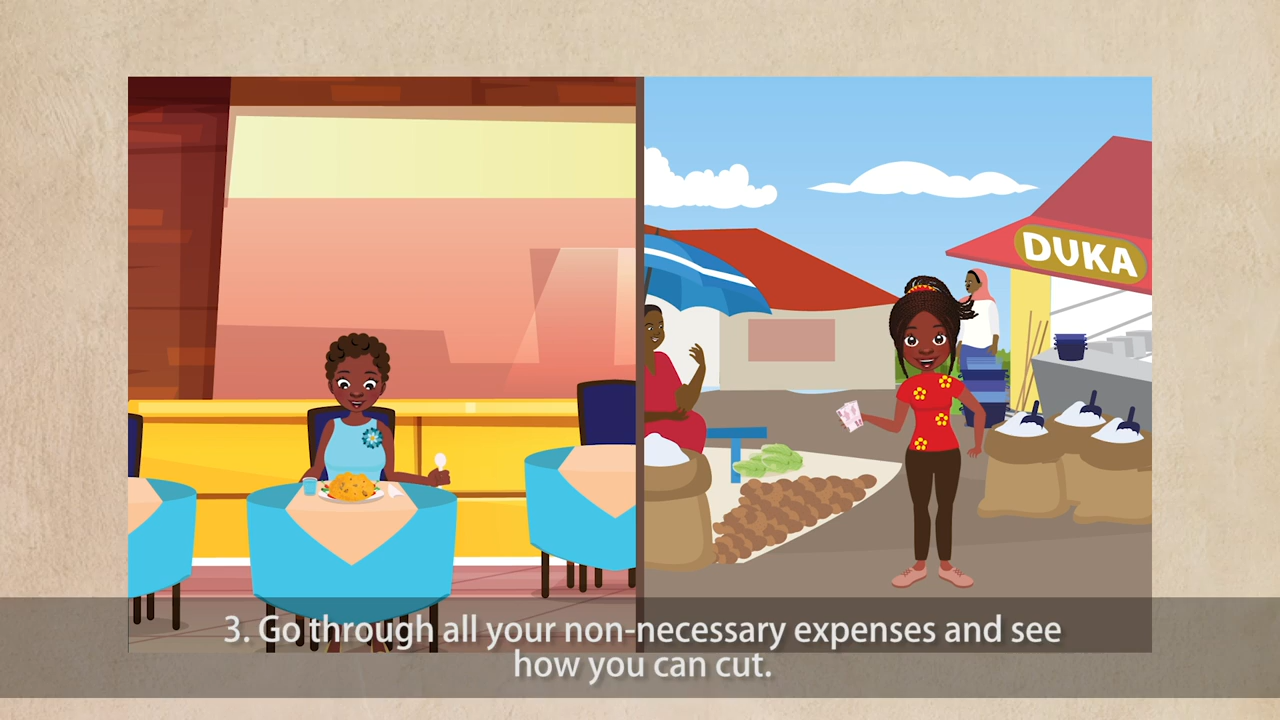 DUKA
3. Go through all your non-necessary expenses and see
how you can cut.